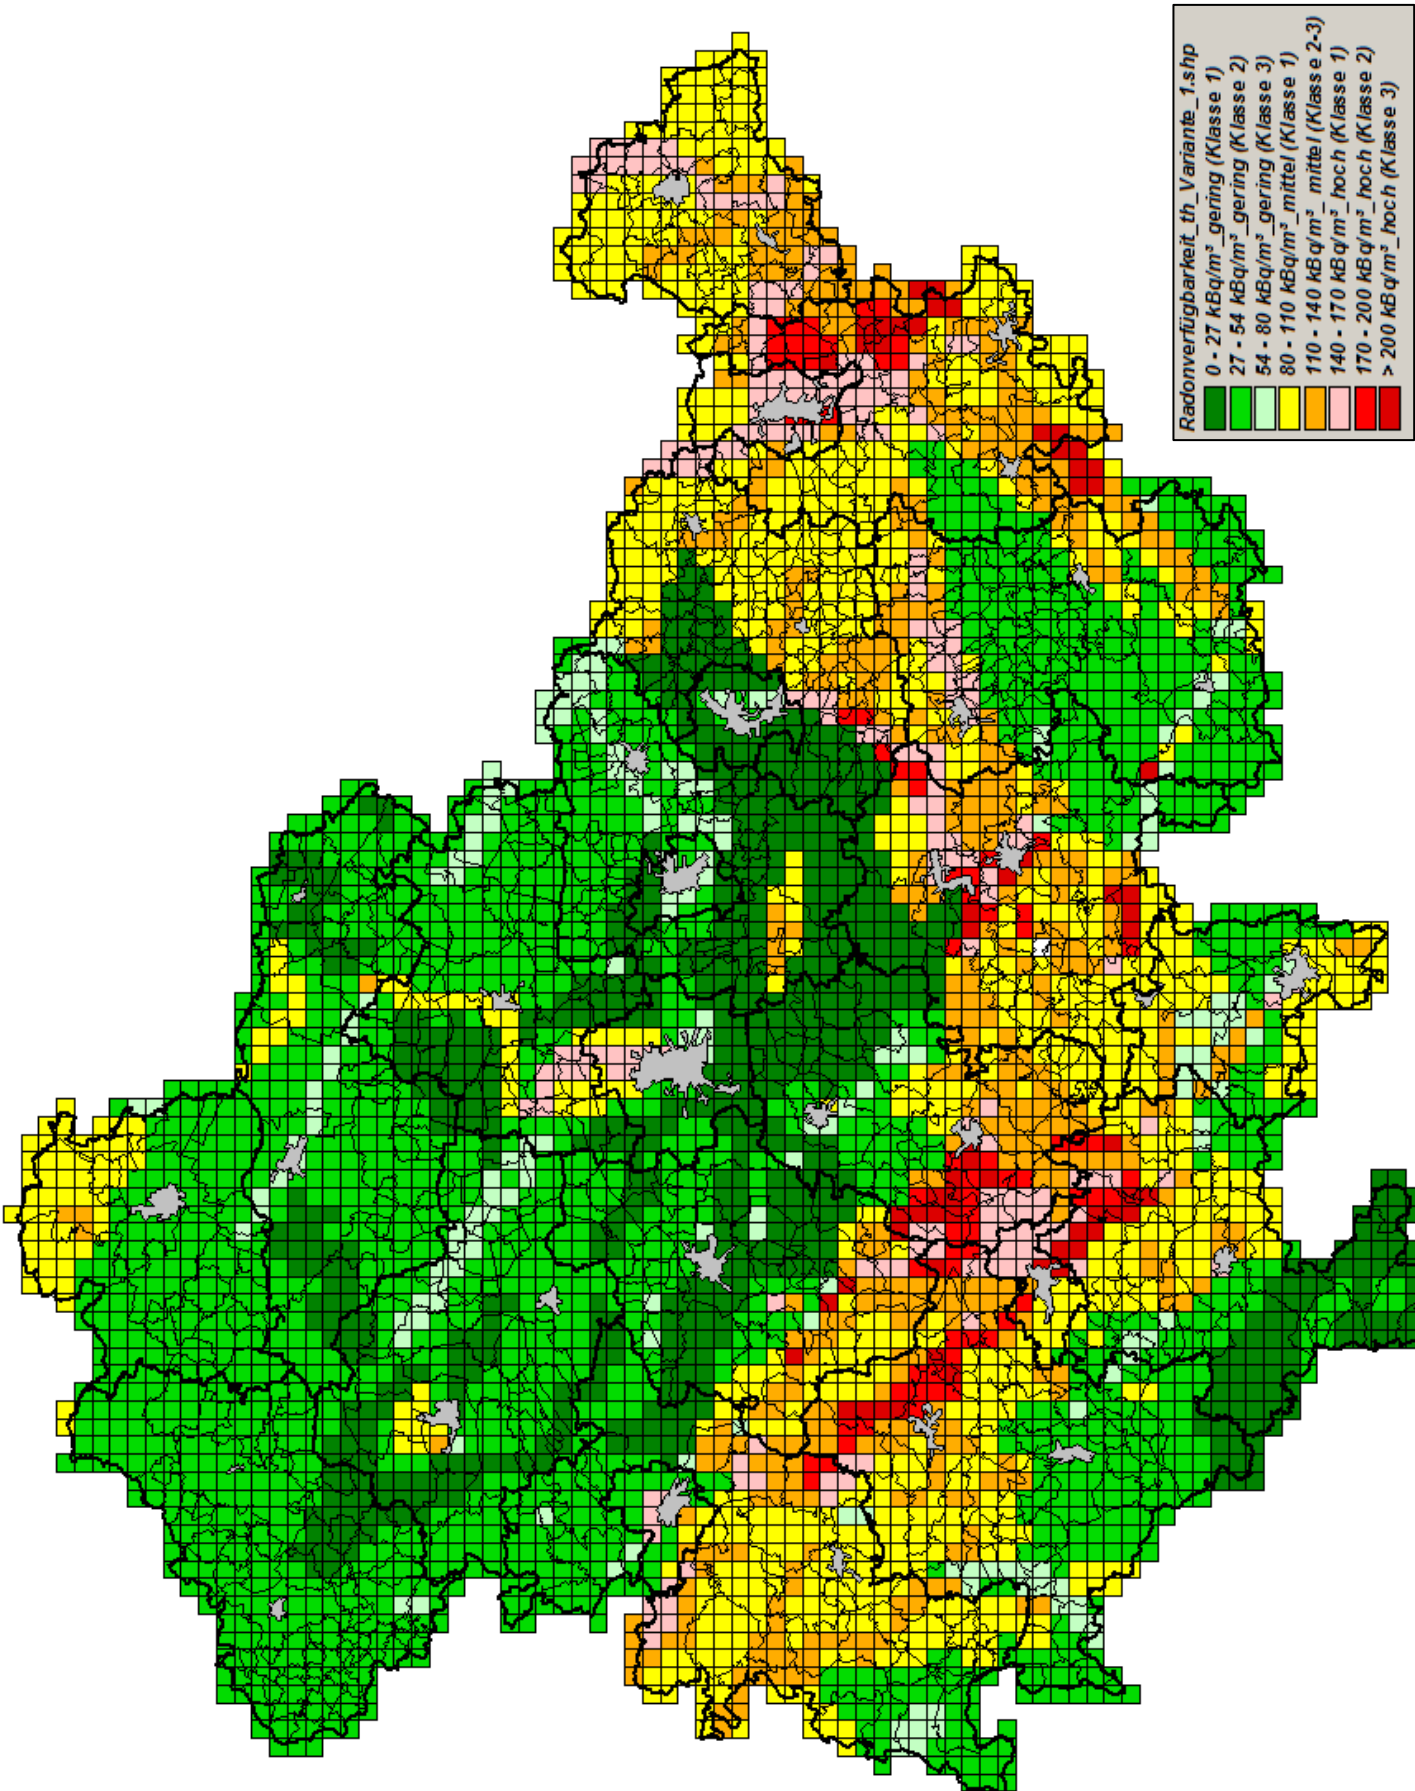 Radonverfügbarkeit_th_Variante_1.shp
0 - 27 kBq/m³_gering (Klasse 1)
27 - 54 kBq/m³_gering (Klasse 2)
54 - 80 kBq/m³_gering (Klasse 3)
80 - 110 kBq/m³_mittel (Klasse 1)
110 - 140 kBq/m³_mittel (Klasse 2-3)
140 - 170 kBq/m³_hoch (Klasse 1)
170 - 200 kBq/m³_hoch (Klasse 2)
> 200 kBq/m³_hoch (Klasse 3)